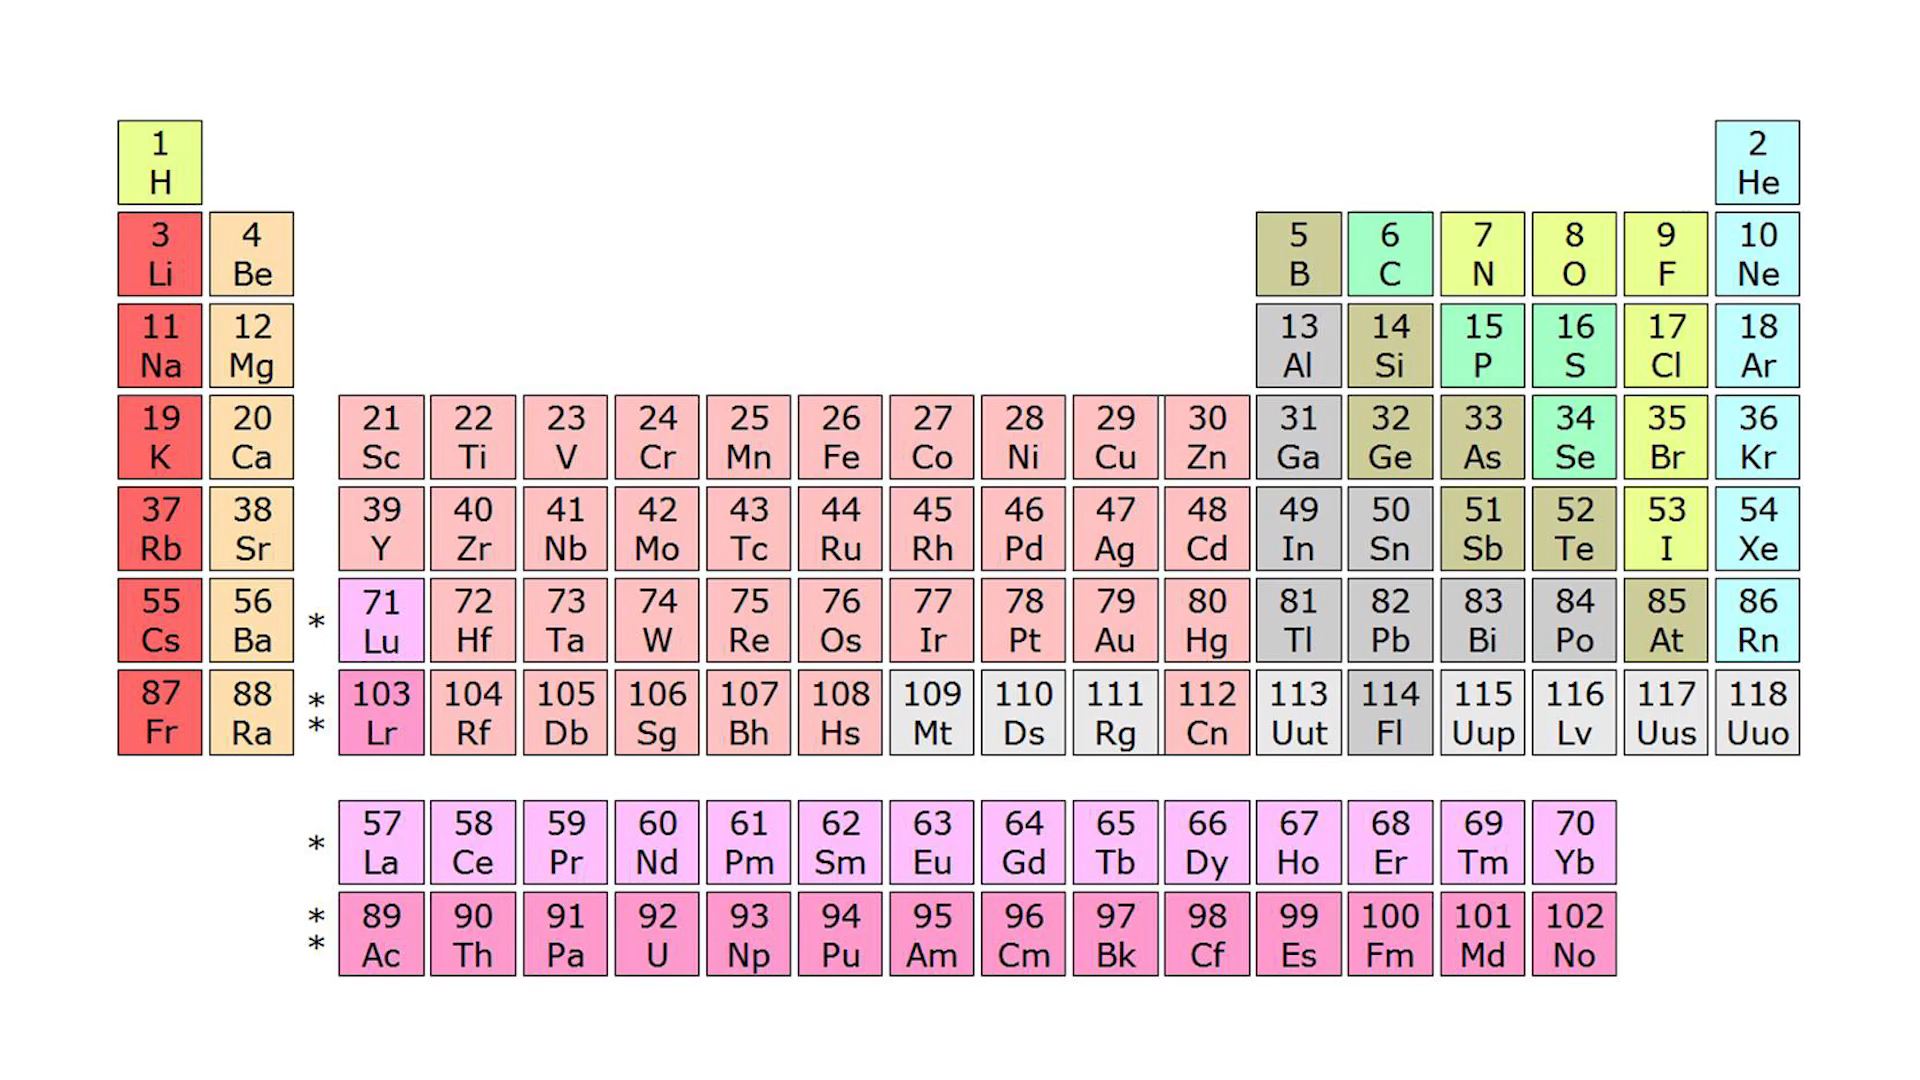 1 2
H He
3 4 5 6 7 8 9 10
Li Be B C N O F Ne
11 12 13 14 15 16 17 18
Na Mg Al Si P S Cl Ar
19 20 21 22 23 24 25 26 27 28 29 30 31 32 33 34 35 36
K Ca Sc Ti V Cr Mn Fe Co Ni Cu Zn Ga Ge As Se Br Kr
37 38 39 40 41 42 43 44 45 46 47 48 49 50 51 52 53 54
Rb Sr Y Zr Nb Mo Tc Ru Rh Pd Ag Cd In Sn Sb Te I Xe
55 56 * 71 72 73 74 75 76 77 78 79 80 81 82 83 84 85 86
Cs Ba Lu Hf Ta W Re Os Ir Pt Au Hg Tl Pb Bi Po At Rn
87 88 * 103 104 105 106 107 108 109 110 111 112 113 114 115 116 117 118
Fr Ra * Lr Rf Db Sg Bh Hs Mt Ds Rg Cn Uut Fl Uup Lv Uus Uuo
* 57 58 59 60 61 62 63 64 65 66 67 68 69 70
La Ce Pr Nd Pm Sm Eu Gd Tb Dy Ho Er Tm Yb
* 89 90 91 92 93 94 95 96 97 98 99 100 101 102
* Ac Th Pa U Np Pu Am Cm Bk Cf Es Fm Md No